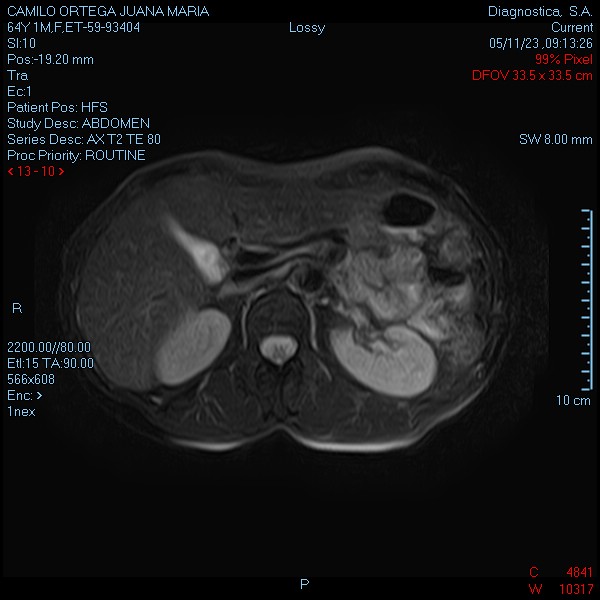 CAMILO ORTEGA JUANA MARIA
64Y 1M,F,ET-59-93404
SI:10
Pos:-19.20 mm
Tra
Ec:1
Patient Pos: HFS
Study Desc: ABDOMEN
Series Desc: AX T2 TE 80
Proc Priority: ROUTINE
< 13 - 10 >
Lossy
Diagnostica, S.A.
Current
05/11/23 ,09:13:26
99% Pixel
DFOV 33.5 x 33.5 cm
SW 8.00 mm
R
2200.00//80.00
Etl:15 TA:90.00
566x608
Enc: >
1nex
10 cm
P
C 4841
W 10317